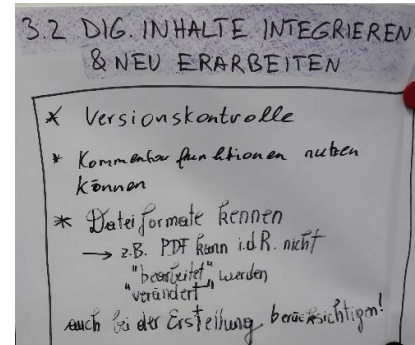 3.2 DIG. INHALTE INTEGRIEREN
& NEU ERARBEITEN
* Versionskontrolle
* Kommentarfunktionen nutzen
können
* Dateiformate kennen
→ z.B. PDF kann i.d.R. nicht
"bearbeitet" werden
"verändert"
auch bei der Erstellung berücksichtigen!